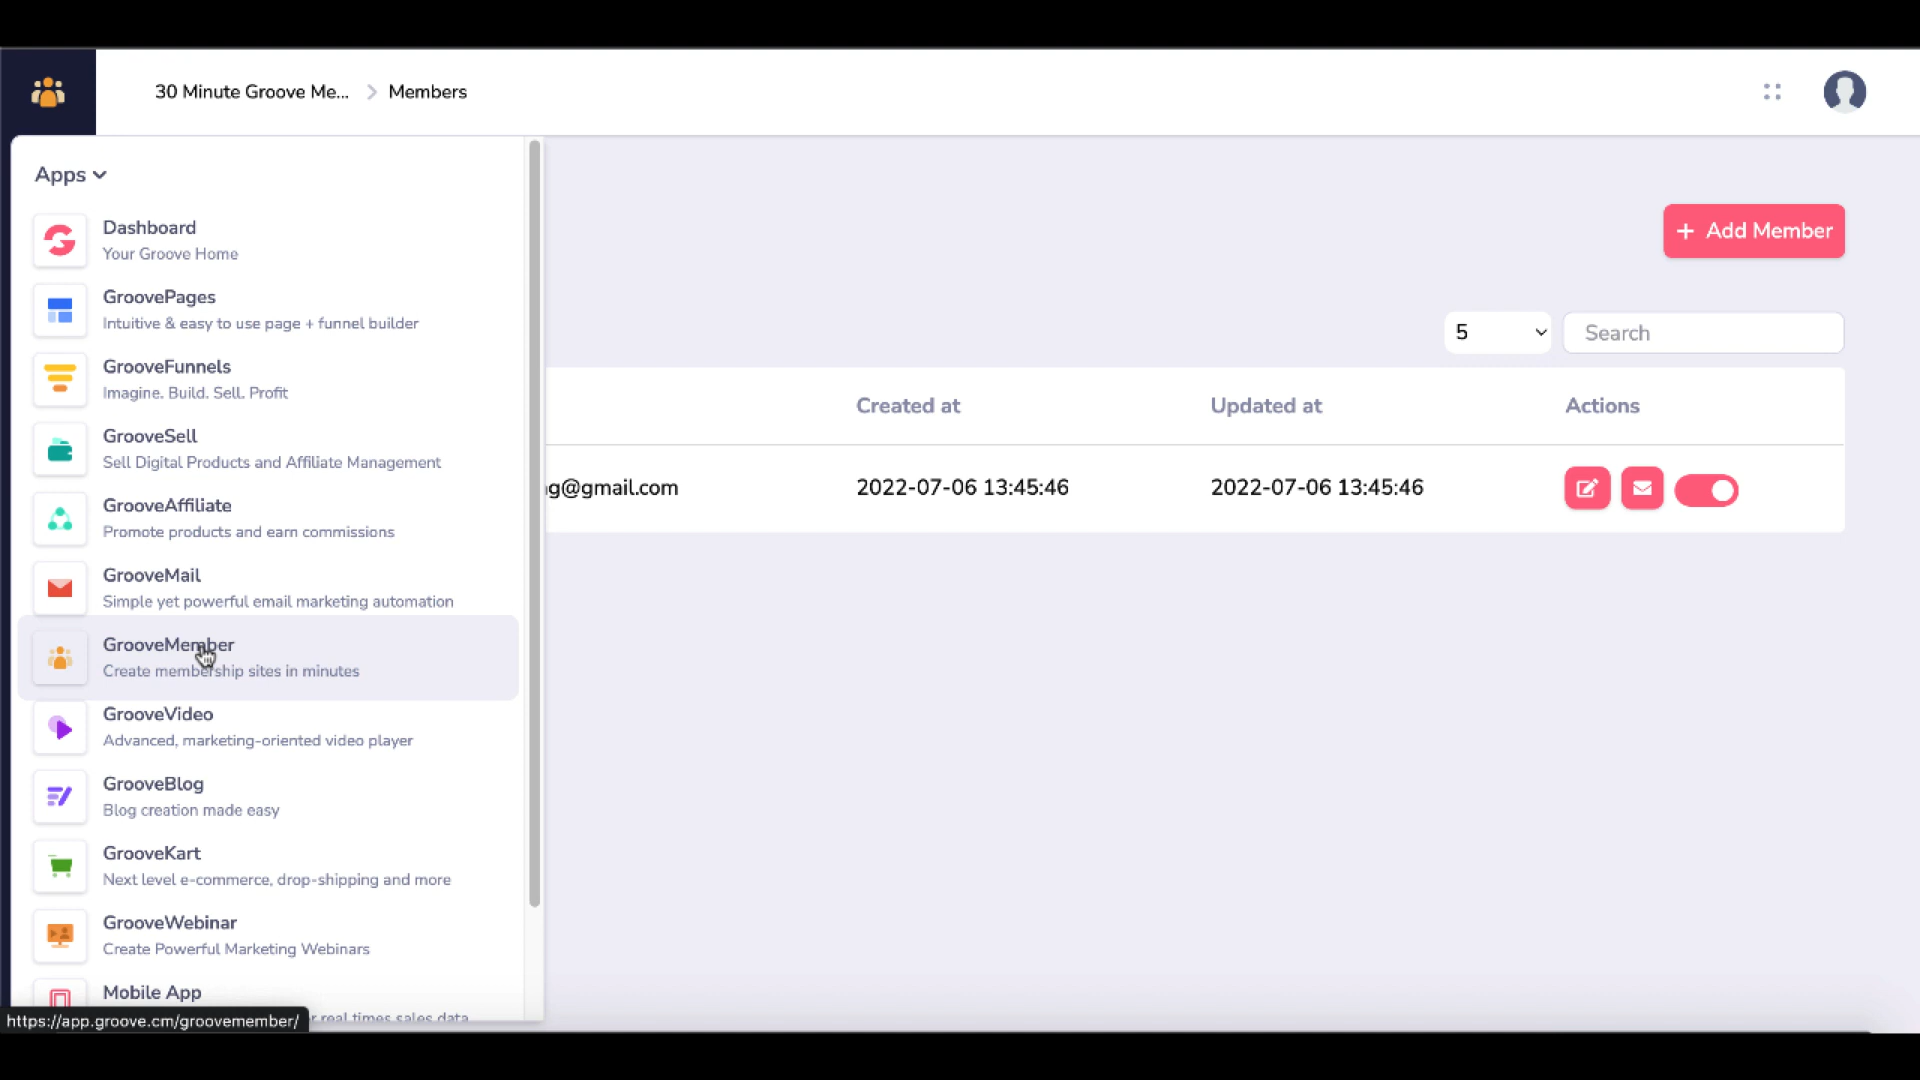 30 Minute Groove Me... > Members
Apps
Dashboard
Your Groove Home
GroovePages
Intuitive & easy to use page + funnel builder
GrooveFunnels
Imagine. Build. Sell. Profit
GrooveSell
Sell Digital Products and Affiliate Management
GrooveAffiliate
Promote products and earn commissions
GrooveMail
Simple yet powerful email marketing automation
GrooveMember
Create membership sites in minutes
GrooveVideo
Advanced, marketing-oriented video player
GrooveBlog
Blog creation made easy
GrooveKart
Next level e-commerce, drop-shipping and more
GrooveWebinar
Create Powerful Marketing Webinars
Mobile App
real times sales data
https://app.groove.cm/groovemember/
+ Add Member
5
Search
Created at Updated at Actions
g@gmail.com 2022-07-06 13:45:46 2022-07-06 13:45:46